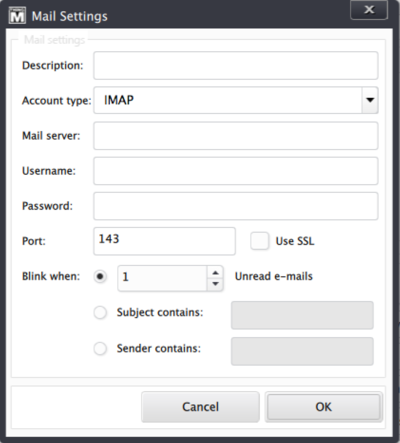 M Mail Settings
Mail settings
Description:
Account type: IMAP
Mail server:
Username:
Password:
Port: 143 Use SSL
Blink when: 1 Unread e-mails
Subject contains:
Sender contains:
Cancel OK